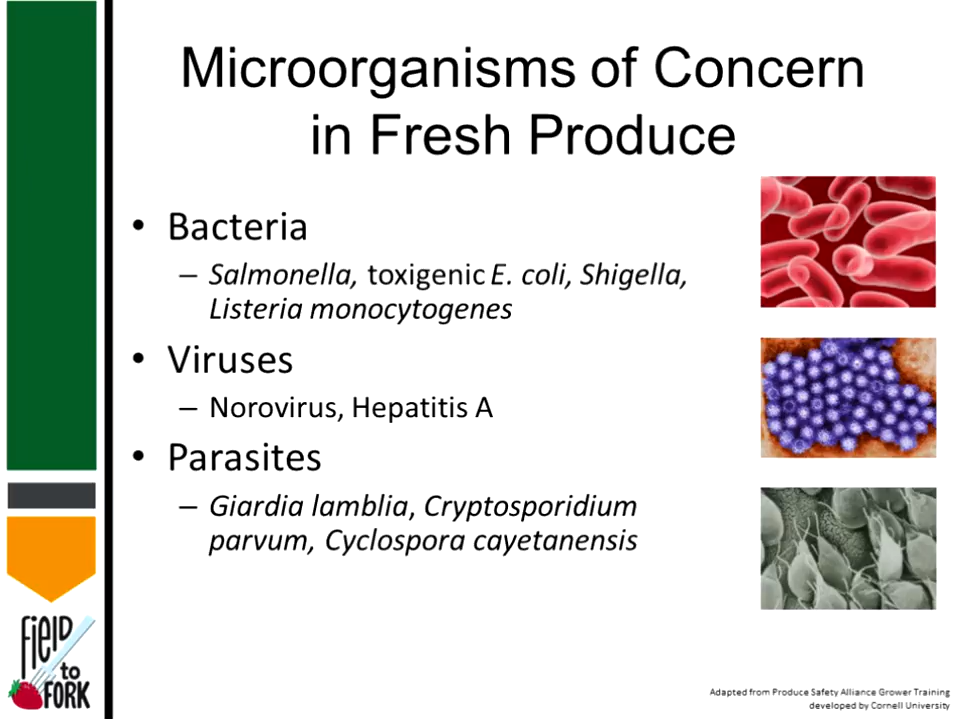 Microorganisms of Concern
in Fresh Produce
• Bacteria
– Salmonella, toxigenic E. coli, Shigella,
Listeria monocytogenes
• Viruses
– Norovirus, Hepatitis A
• Parasites
– Giardia lamblia, Cryptosporidium
parvum, Cyclospora cayetanensis
FiElD
to
FORK
Adapted from Produce Safety Alliance Grower Training
developed by Cornell University